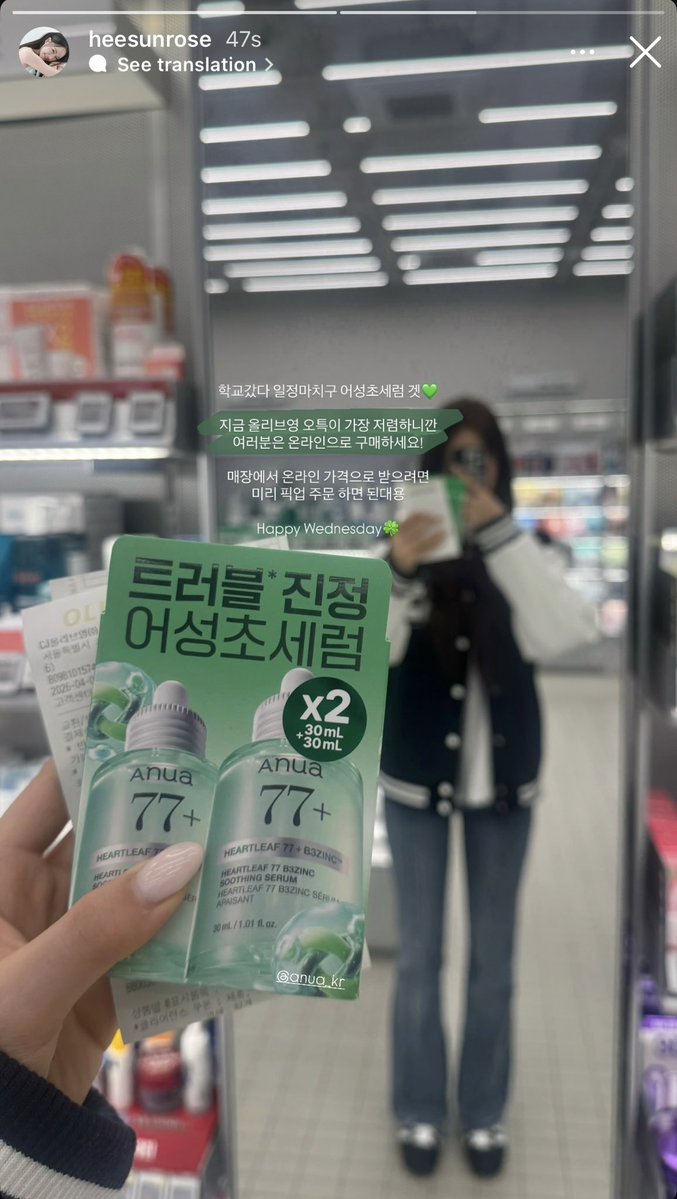 heesunrose 47s
See translation
학교갔다 일정마치구 어성초세럼 겟💚
지금 올리브영 오특이 가장 저렴하니깐
여러분은 온라인으로 구매하세요!
매장에서 온라인 가격으로 받으려면
미리 픽업 주문 하면 된대용
Happy Wednesday🍀
트러블* 진정
어성초세럼
x2
30mL
+30mL
Anua
77+
HEARTLEAF 77
Anua
77+
HEARTLEAF 77+ B3ZINC™
HEARTLEAF 77 B3ZINC
SOOTHING SERUM
HEARTLEAF 77 B3ZINC SERUM
APAISANT
30 mL / 1.01 fl. oz.
@anua_kr